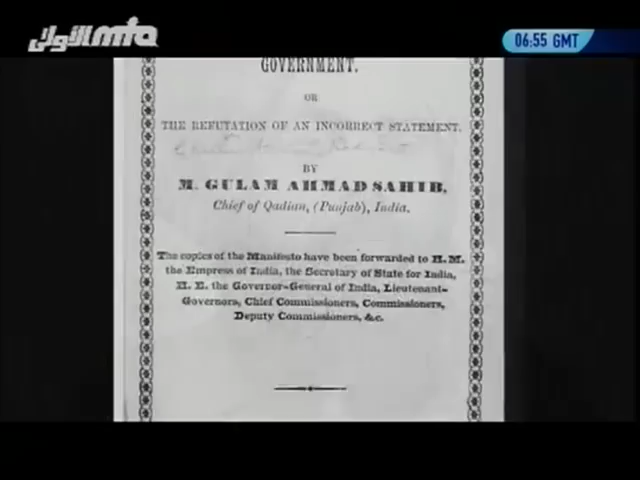 mta الأولى
06:55 GMT
GOVERNMENT.
OR
THE REFUTATION OF AN INCORRECT STATEMENT.
BY
M. GULAM AHMAD SAHIB,
Chief of Qadian, (Punjab), India.
The copies of the Manifesto have been forwarded to H. M.
the Empress of India, the Secretary of State for India,
H. E. the Governor-General of India, Lieutenant-
Governors, Chief Commissioners, Commissioners,
Deputy Commissioners, &c.